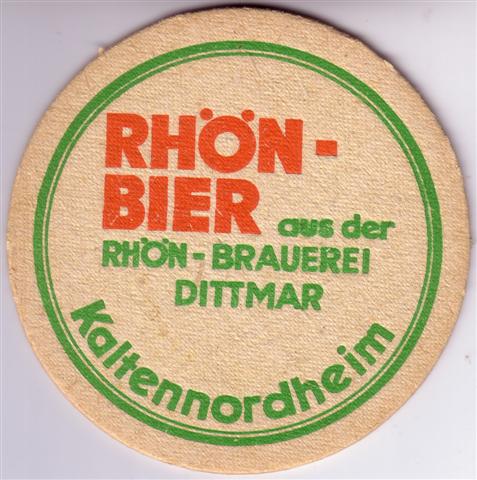 RHÖN-
BIER aus der
RHÖN-BRAUEREI
DITTMAR
Kaltennordheim